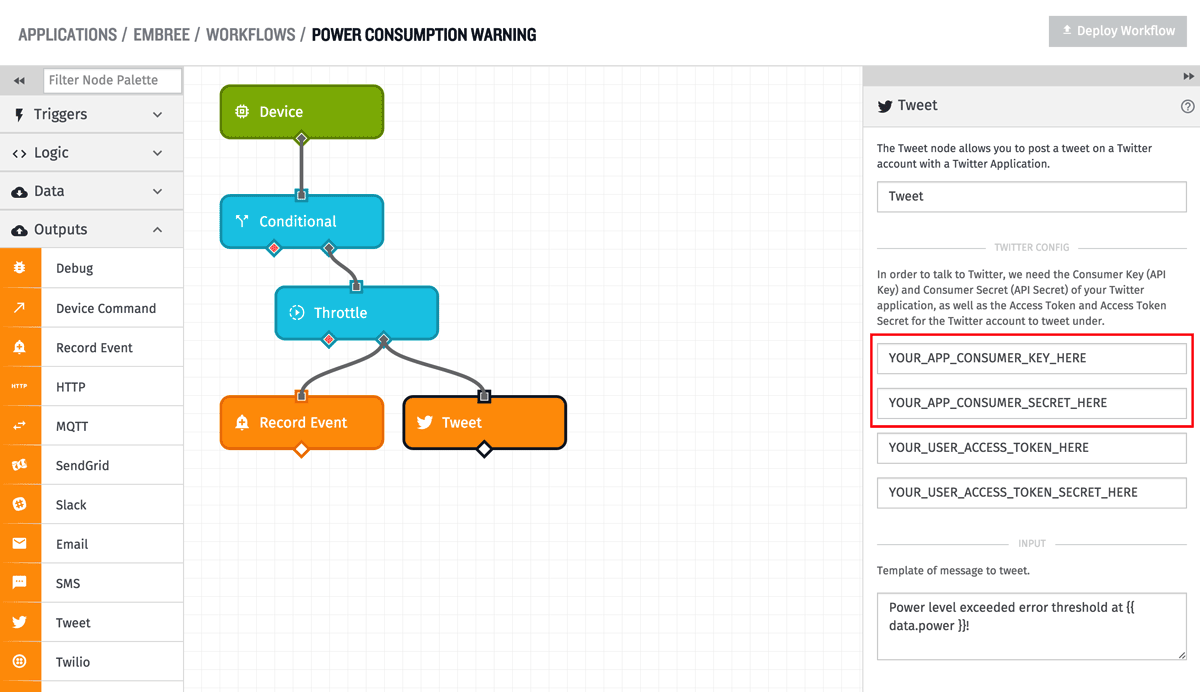 APPLICATIONS / EMBREE / WORKFLOWS / POWER CONSUMPTION WARNING
Deploy Workflow
Filter Node Palette
Triggers
Logic
Data
Outputs
Debug
Device Command
Record Event
HTTP
HTTP
MQTT
SendGrid
Slack
Email
SMS
Tweet
Twilio
Device
Conditional
Throttle
Record Event
Tweet
Tweet
The Tweet node allows you to post a tweet on a Twitter
account with a Twitter Application.
Tweet
TWITTER CONFIG
In order to talk to Twitter, we need the Consumer Key (API
Key) and Consumer Secret (API Secret) of your Twitter
application, as well as the Access Token and Access Token
Secret for the Twitter account to tweet under.
YOUR_APP_CONSUMER_KEY_HERE
YOUR_APP_CONSUMER_SECRET_HERE
YOUR_USER_ACCESS_TOKEN_HERE
YOUR_USER_ACCESS_TOKEN_SECRET_HERE
INPUT
Template of message to tweet.
Power level exceeded error threshold at {{
data.power }}!